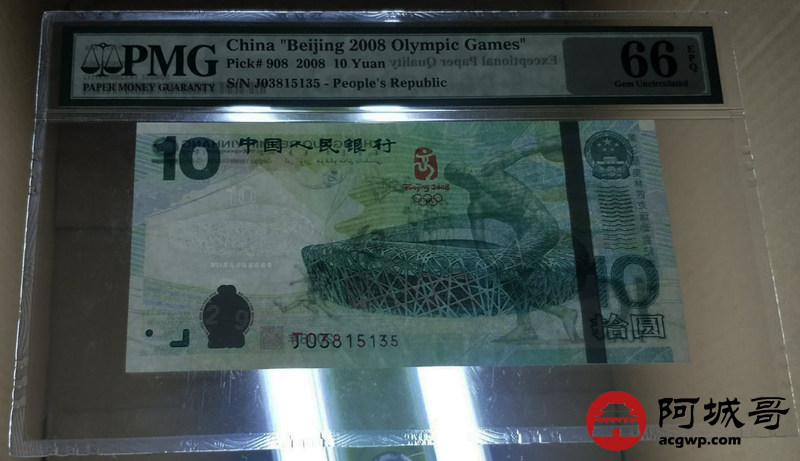 PMG
PAPER MONEY GUARANTY
China "Beijing 2008 Olympic Games"
Pick# 908 2008 10 Yuan
S/N J03815135 - People's Republic
Exceptional Paper Quality
66 EPQ
Gem Uncirculated
10
中国人民银行
Beijing 2008
10
拾圆
J03815135
阿城哥
acgwp.com